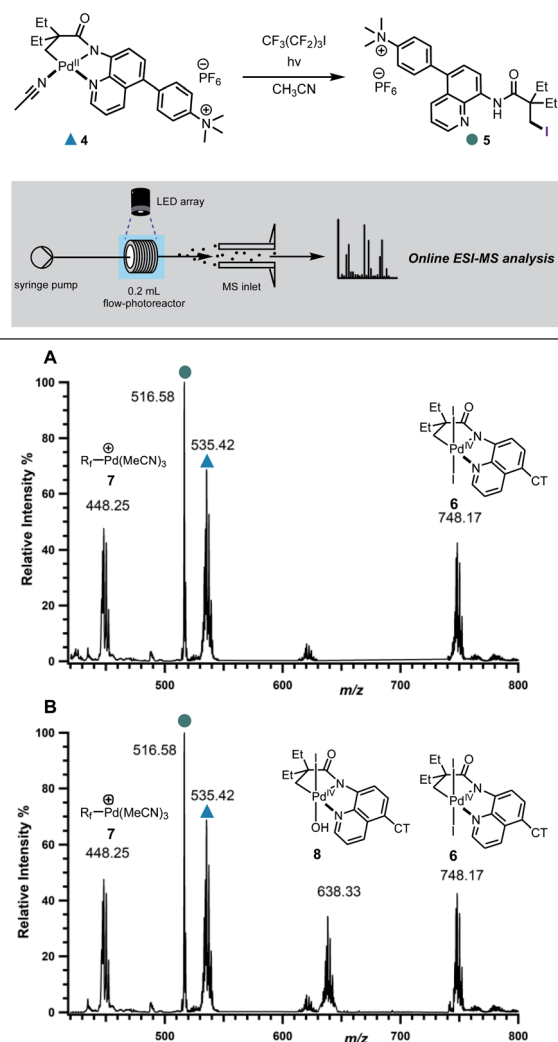 Et
Et
O
N
Pd^II
N
N
⊖
PF6
⊕
N
4
CF3(CF2)3I
hν
CH3CN
N
⊕
⊖
PF6
O
NH
N
Et
Et
I
5
LED array
syringe pump
0.2 mL
flow-photoreactor
MS inlet
Online ESI-MS analysis
A
Relative Intensity %
100
80
60
40
20
0
516.58
535.42
⊕
Rf—Pd(MeCN)3
7
448.25
I
Et
O
Et
N
Pd^IV
N
I
CT
6
748.17
500
600
700
800
m/z
B
Relative Intensity %
100
80
60
40
20
0
516.58
535.42
⊕
Rf—Pd(MeCN)3
7
448.25
I
Et
O
Et
N
Pd^IV
N
OH
CT
8
638.33
I
Et
O
Et
N
Pd^IV
N
I
CT
6
748.17
500
600
700
800
m/z